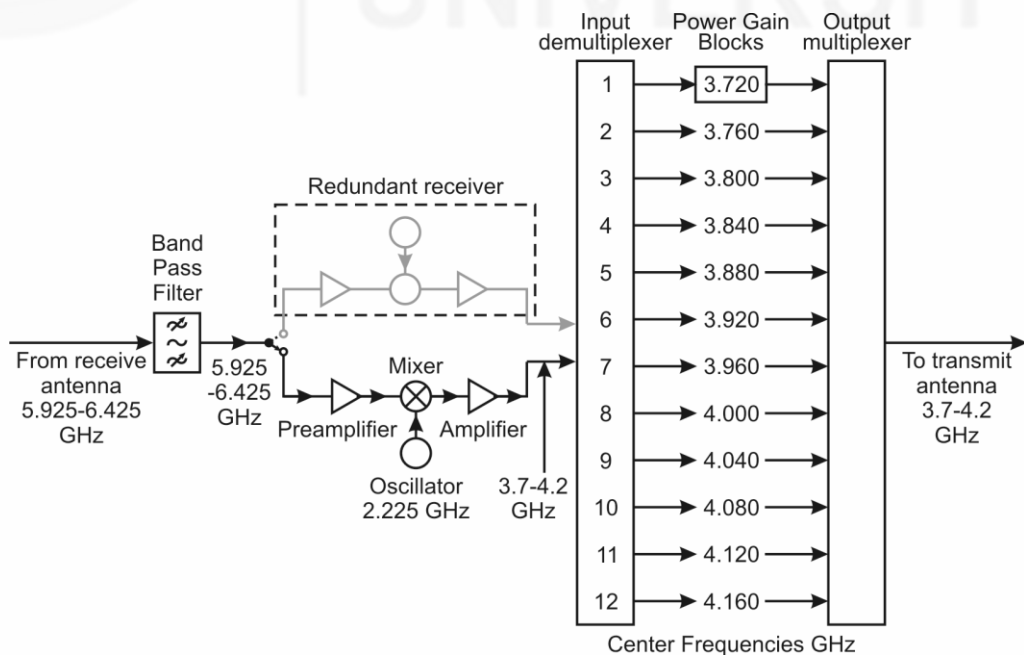 UNIVERSIT
Input
demultiplexer
Power Gain
Blocks
Output
multiplexer
1
3.720
2
3.760
3
3.800
4
3.840
5
3.880
6
3.920
7
3.960
8
4.000
9
4.040
10
4.080
11
4.120
12
4.160
Redundant receiver
Band
Pass
Filter
From receive
antenna
5.925-6.425
GHz
5.925
-6.425
GHz
Mixer
Preamplifier
Amplifier
Oscillator
2.225 GHz
3.7-4.2
GHz
To transmit
antenna
3.7-4.2
GHz
Center Frequencies GHz